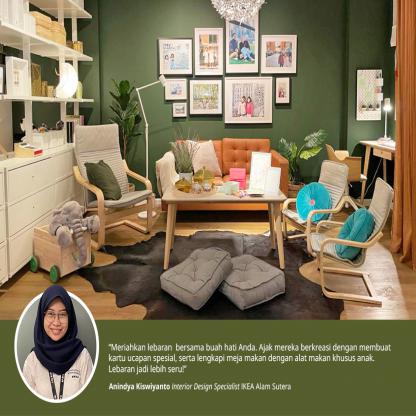 “Meriahkan lebaran  bersama buah hati Anda. Ajak mereka berkreasi dengan membuat
kartu ucapan spesial, serta lengkapi meja makan dengan alat makan khusus anak.
Lebaran jadi lebih seru!”
Anindya Kiswiyanto Interior Design Specialist IKEA Alam Sutera